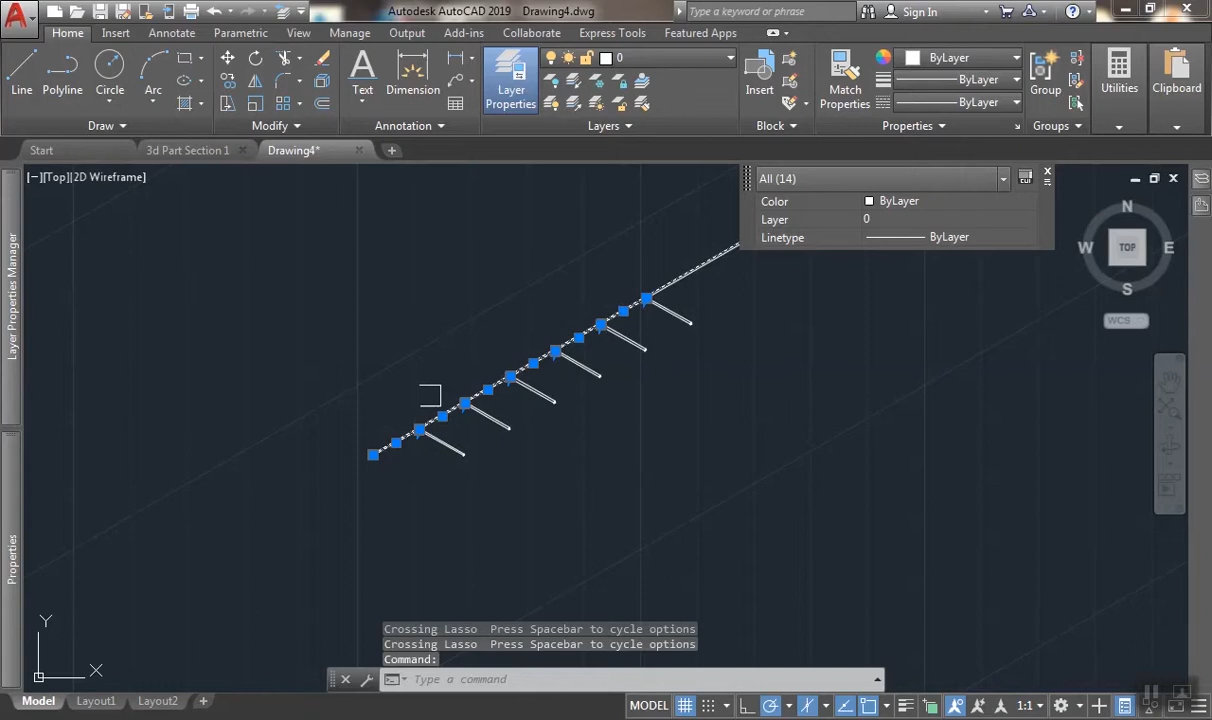 Autodesk AutoCAD 2019 Drawing4.dwg
Type a keyword or phrase
Sign In
Home Insert Annotate Parametric View Manage Output Add-ins Collaborate Express Tools Featured Apps
Line Polyline Circle Arc
Draw
Modify
Text Dimension
Annotation
Layer Properties
0
Layers
Insert
Block
Match Properties
ByLayer
ByLayer
ByLayer
Properties
Group
Groups
Utilities
Clipboard
Start 3d Part Section 1 Drawing4*
[−][Top][2D Wireframe]
All (14)
Color ByLayer
Layer 0
Linetype ByLayer
CUI
N
W TOP E
S
WCS
Layer Properties Manager
Properties
Y
X
Crossing Lasso Press Spacebar to cycle options
Crossing Lasso Press Spacebar to cycle options
Command:
Type a command
Model Layout1 Layout2
MODEL 1:1